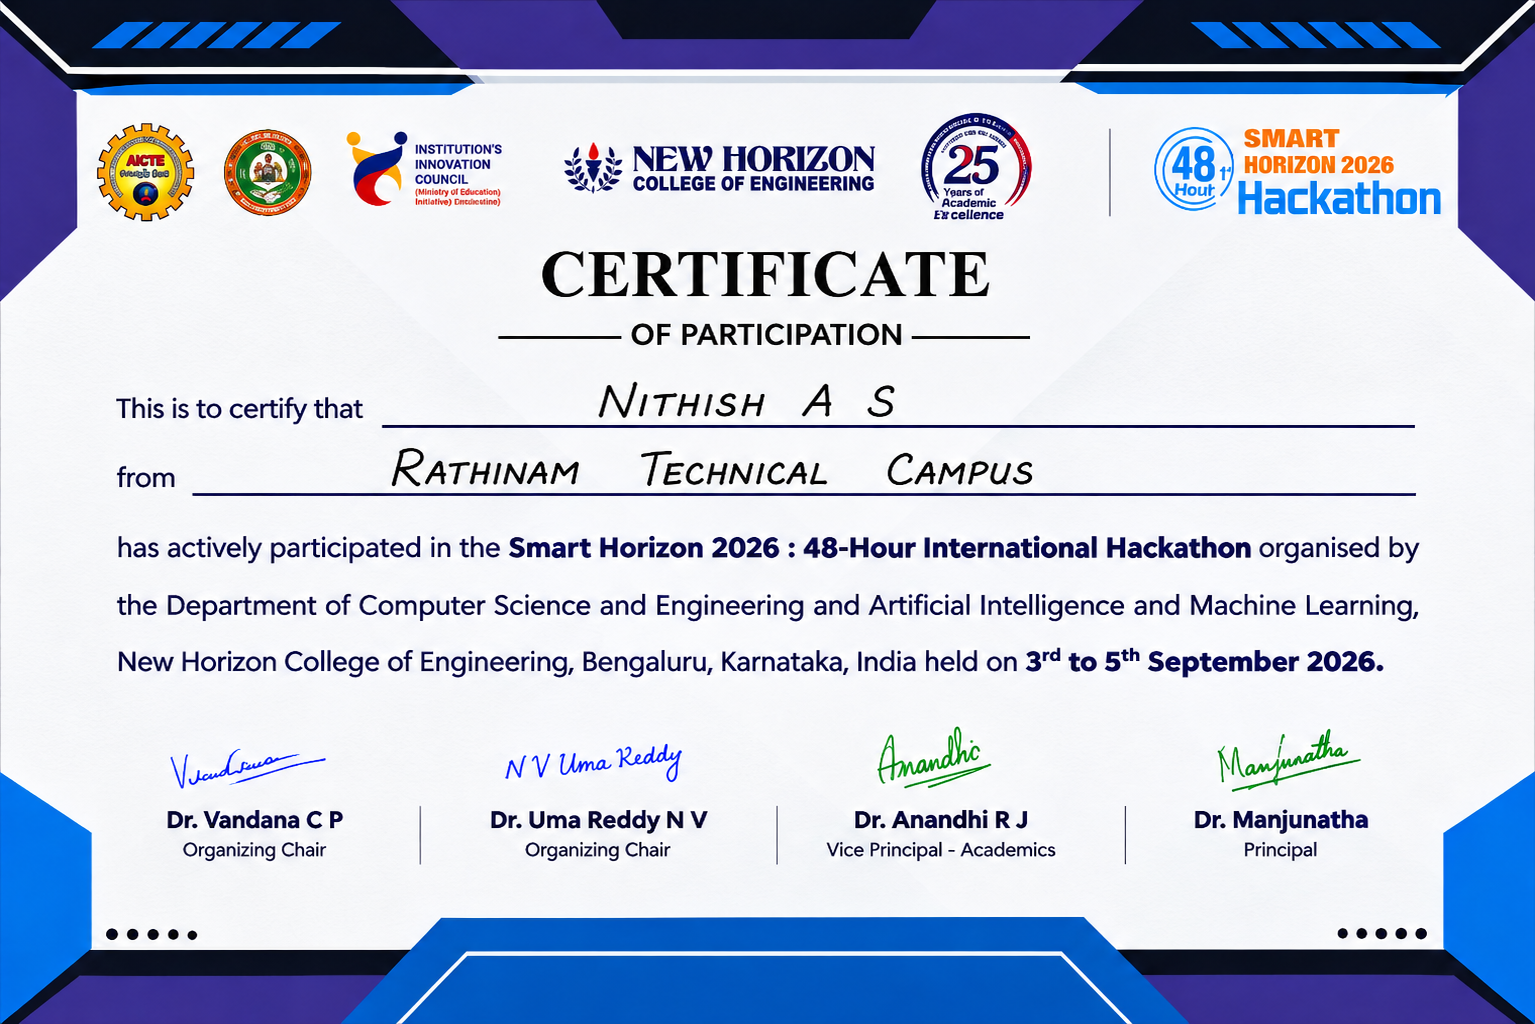 AICTE
INSTITUTION'S
INNOVATION
COUNCIL
(Ministry of Education)
Initiative)
NEW HORIZON
COLLEGE OF ENGINEERING
25
Years of
Academic
Excellence
48
Hour
SMART
HORIZON 2026
Hackathon
CERTIFICATE
OF PARTICIPATION
This is to certify that NITHISH A S
from RATHINAM TECHNICAL CAMPUS
has actively participated in the Smart Horizon 2026 : 48-Hour International Hackathon organised by
the Department of Computer Science and Engineering and Artificial Intelligence and Machine Learning,
New Horizon College of Engineering, Bengaluru, Karnataka, India held on 3rd to 5th September 2026.
N V Uma Reddy
Anandhi
Manjunatha
Dr. Vandana C P
Organizing Chair
Dr. Uma Reddy N V
Organizing Chair
Dr. Anandhi R J
Vice Principal - Academics
Dr. Manjunatha
Principal